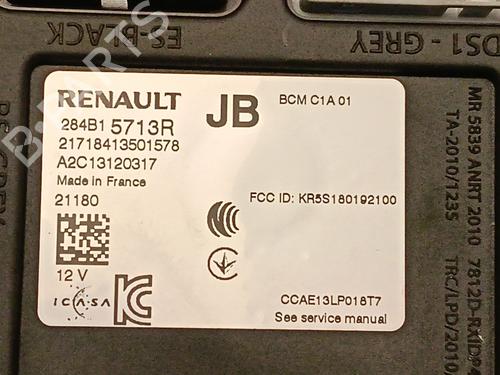 ES-BLACK
DS1 - GREY
RENAULT
JB
BCM C1A 01
284B1 5713R
21718413501578
A2C13120317
Made in France
21180
FCC ID: KR5S180192100
12 V
ICASA
CCAE13LP018T7
See service manual
MR 5839 ANRT 2010
TA-2010/1235
TRC/LPD/2010/
B-PARTS